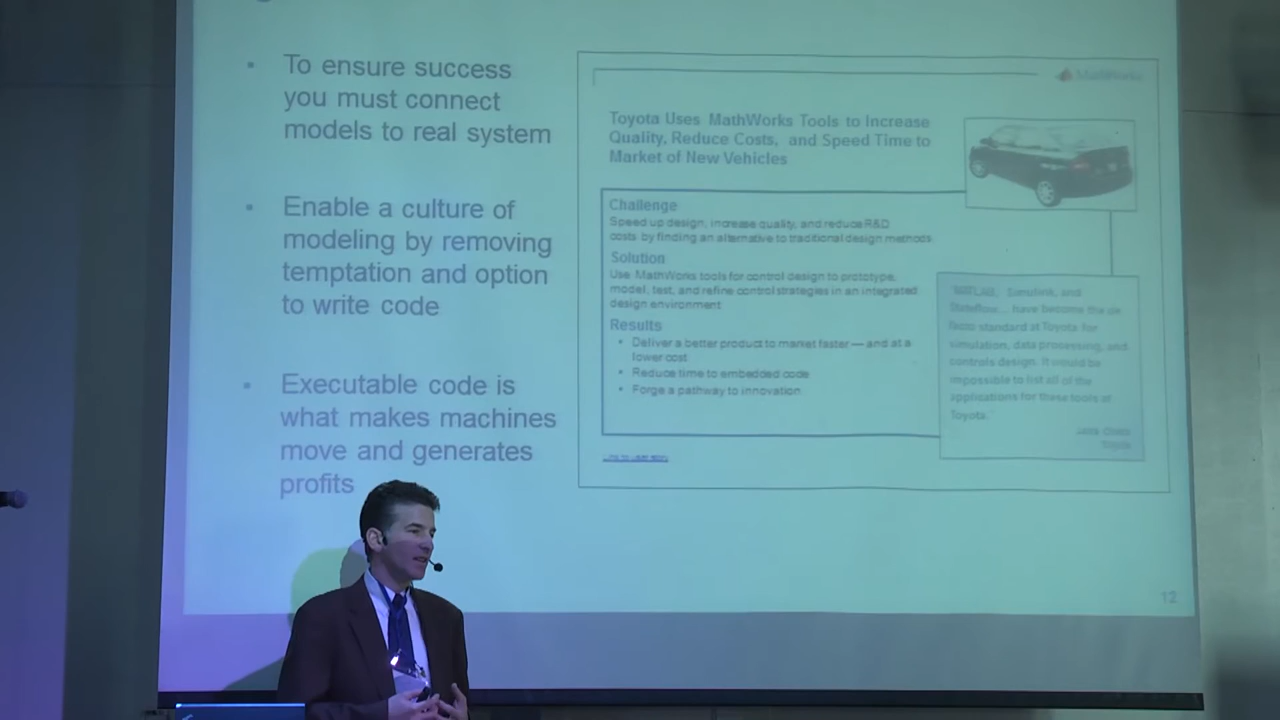 To ensure success
you must connect
models to real system
Enable a culture of
modeling by removing
temptation and option
to write code
Executable code is
what makes machines
move and generates
profits
MathWorks
Toyota Uses MathWorks Tools to Increase
Quality, Reduce Costs, and Speed Time to
Market of New Vehicles
Challenge
Speed up design, increase quality, and reduce R&D
costs by finding an alternative to traditional design methods
Solution
Use MathWorks tools for control design to prototype,
model, test, and refine control strategies in an integrated
design environment
Results
Deliver a better product to market faster — and at a
lower cost
Reduce time to embedded code
Forge a pathway to innovation
"MATLAB, Simulink, and
Stateflow... have become the de
facto standard at Toyota for
simulation, data processing, and
controls design. It would be
impossible to list all of the
applications for these tools at
Toyota."
Toyota
12